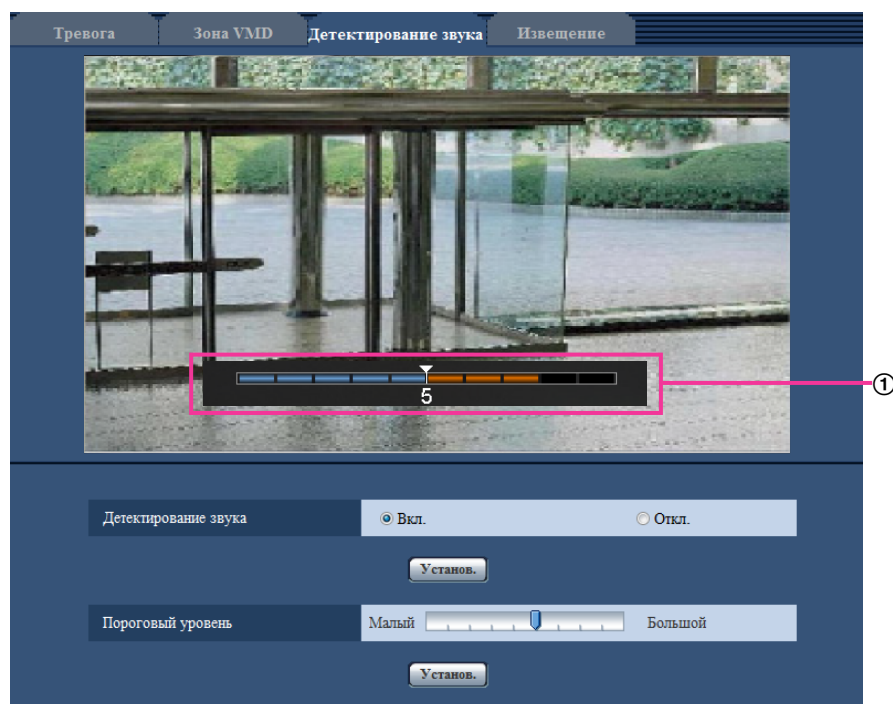 Тревога Зона VMD Детектирование звука Извещение
5
①
Детектирование звука Вкл. Откл.
Установ.
Пороговый уровень Малый Большой
Установ.